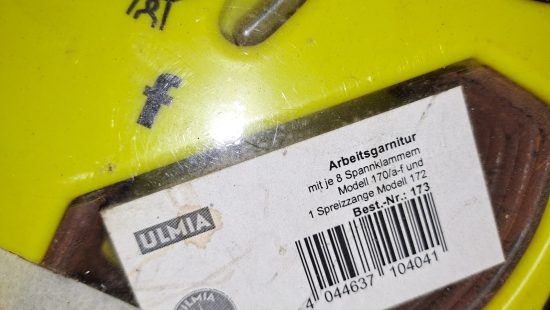 f
Arbeitsgarnitur
mit je 8 Spannklammern
Modell 170/a-f und
1 Spreizzange Modell 172
Best.-Nr.: 173
ULMIA
ULMIA
4 044637 104041